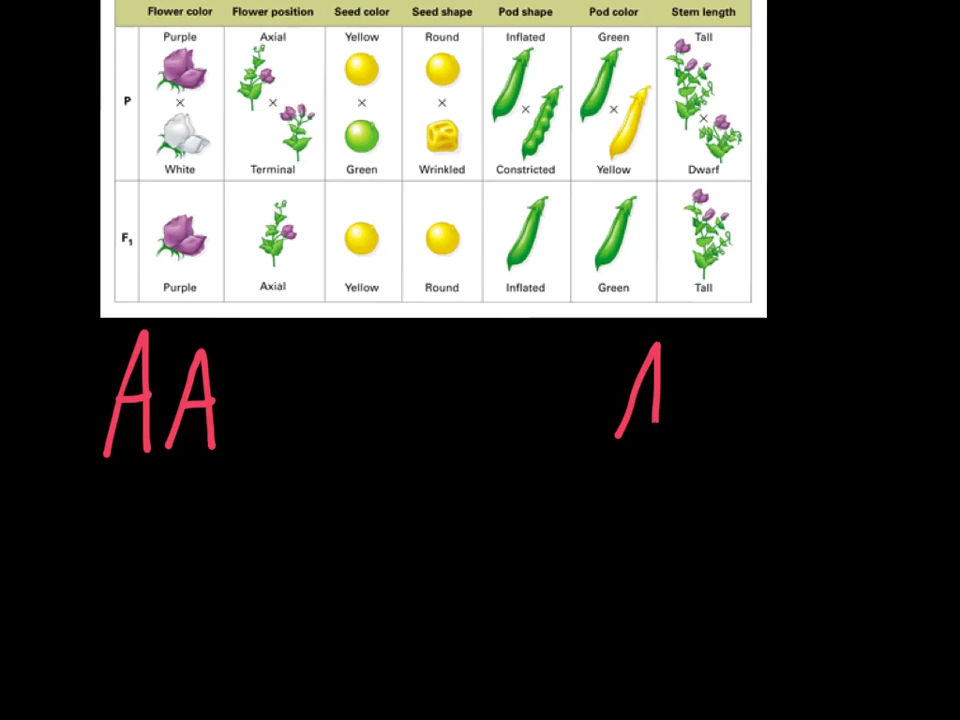 Flower color Flower position Seed color Seed shape Pod shape Pod color Stem length
Purple Axial Yellow Round Inflated Green Tall
P × × × × × × ×
White Terminal Green Wrinkled Constricted Yellow Dwarf
F₁
Purple Axial Yellow Round Inflated Green Tall
AA